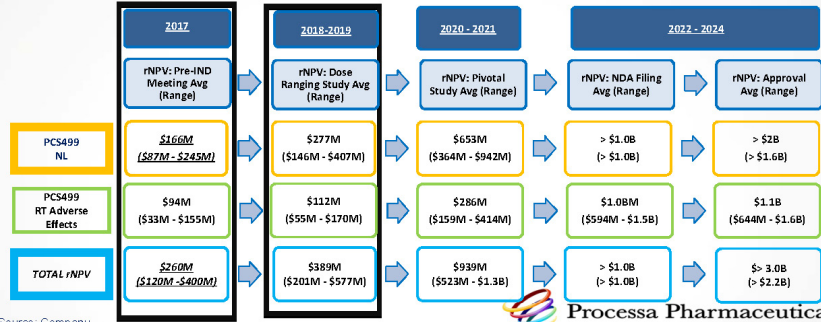 2017
2018-2019
2020 - 2021
2022 - 2024
rNPV: Pre-IND
Meeting Avg
(Range)
rNPV: Dose
Ranging Study Avg
(Range)
rNPV: Pivotal
Study Avg
(Range)
rNPV: NDA Filing
Avg (Range)
rNPV: Approval
Avg (Range)
PCS499
NL
$166M
($87M - $245M)
$277M
($146M - $407M)
$653M
($364M - $942M)
> $1.0B
(> $1.0B)
> $2B
(> $1.6B)
PCS499
RT Adverse
Effects
$94M
($33M - $155M)
$112M
($55M - $170M)
$286M
($159M - $414M)
$1.0BM
($594M - $1.5B)
$1.1B
($644M - $1.6B)
TOTAL rNPV
$260M
($120M -$400M)
$389M
($201M - $577M)
$939M
($523M - $1.3B)
> $1.0B
(> $1.0B)
$> 3.0B
(> $2.2B)
Source: Company
Processa Pharmaceutica